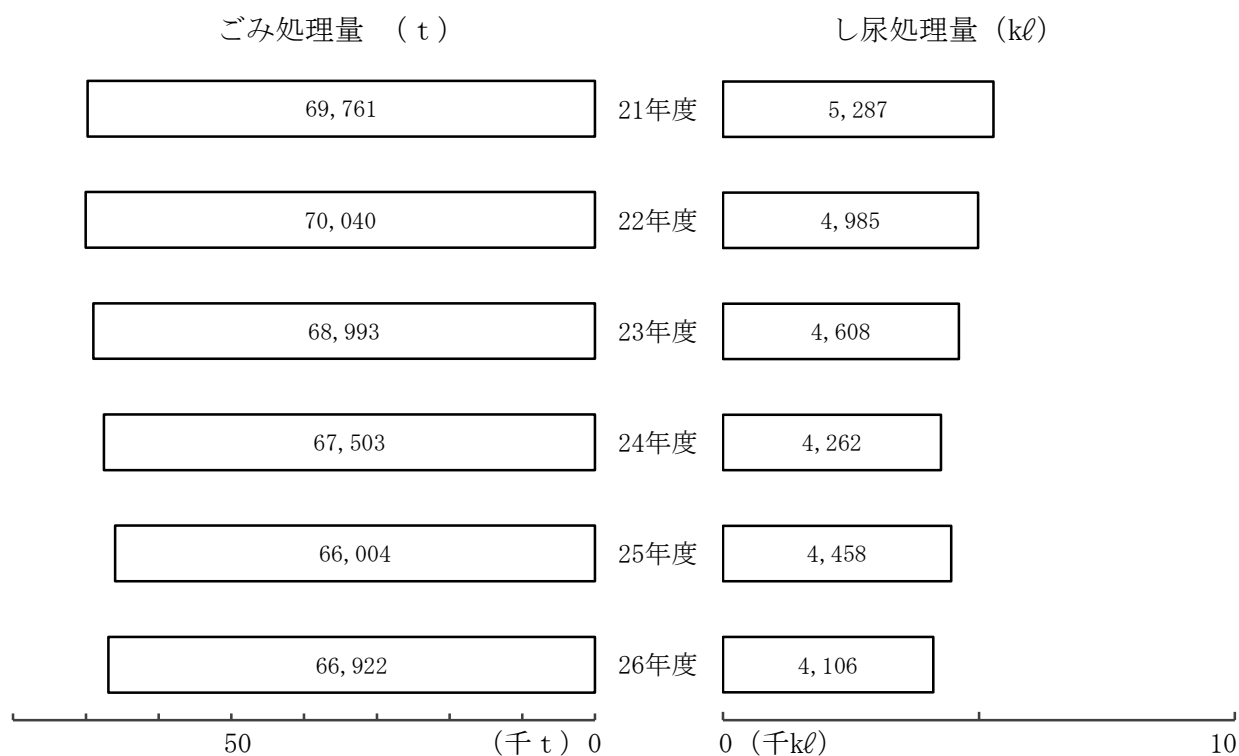 ごみ処理量 （ｔ） し尿処理量（kℓ）
69,761 21年度 5,287
70,040 22年度 4,985
68,993 23年度 4,608
67,503 24年度 4,262
66,004 25年度 4,458
66,922 26年度 4,106
50 （千ｔ）0 0（千kℓ） 10